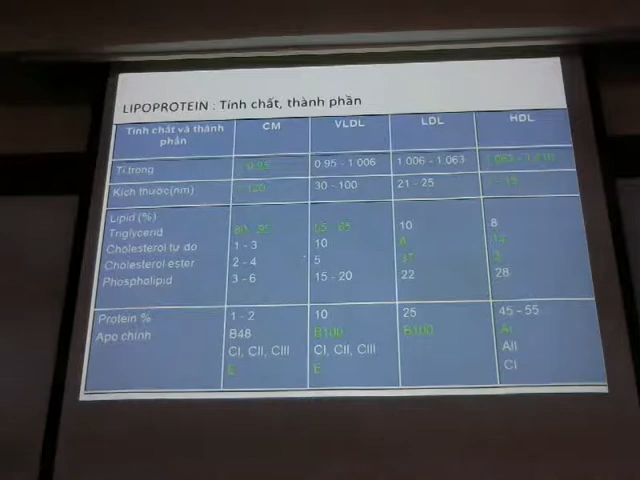 LIPOPROTEIN : Tính chất, thành phần
Tính chất và thành phần CM VLDL LDL HDL
Tỉ trọng 0.95 - 1.006 1.006 - 1.063
Kích thước(nm) 30 - 100 21 - 25
Lipid (%)
Triglycerid 10 8
Cholesterol tự do 1 - 3 10
Cholesterol ester 2 - 4 5 37
Phospholipid 3 - 6 15 - 20 22 28
Protein % 1 - 2 10 25 45 - 55
Apo chính B48 B100 B100
CI, CII, CIII CI, CII, CIII AII
E E CI